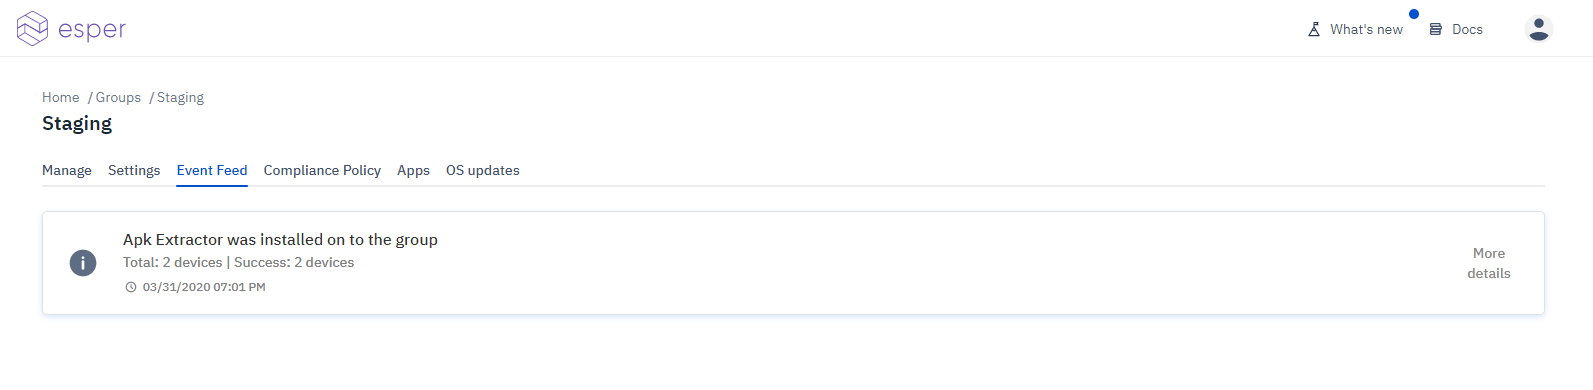 esper
What's new
Docs
Home / Groups / Staging
Staging
Manage Settings Event Feed Compliance Policy Apps OS updates
Apk Extractor was installed on to the group
Total: 2 devices | Success: 2 devices
03/31/2020 07:01 PM
More
details